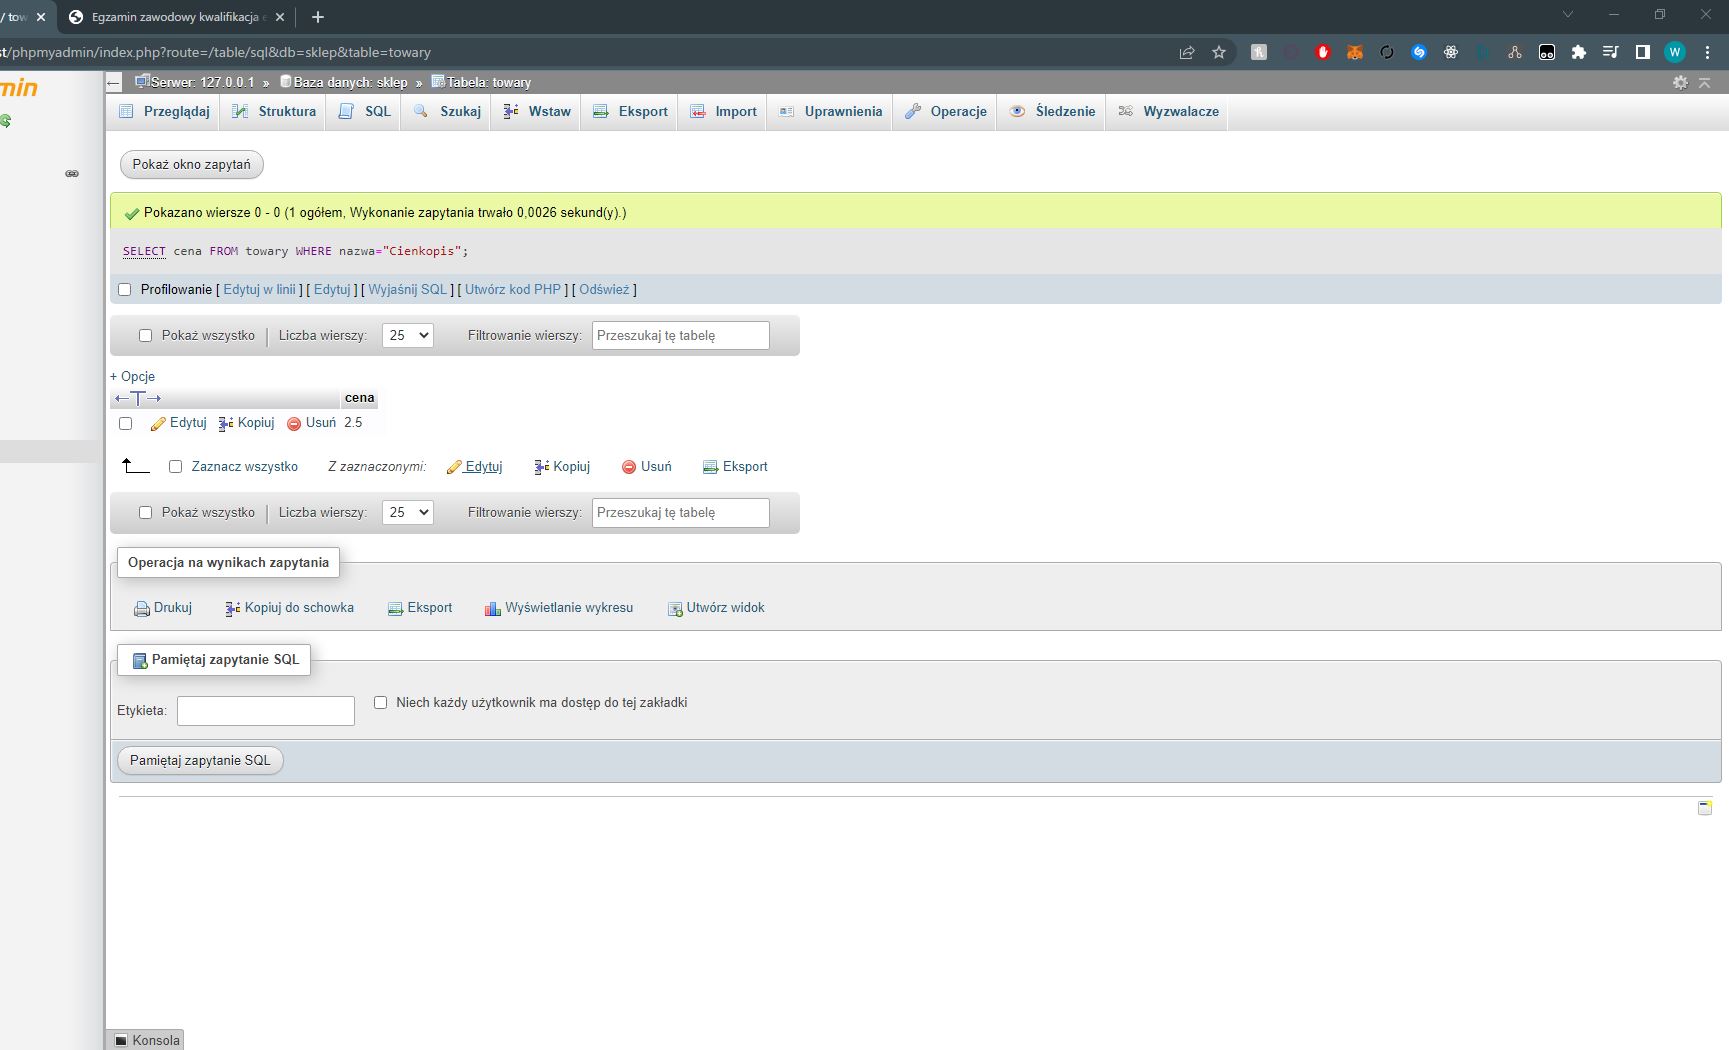 / tow
Egzamin zawodowy kwalifikacja e
st/phpmyadmin/index.php?route=/table/sql&db=sklep&table=towary
W
min
Serwer: 127.0.0.1 » Baza danych: sklep » Tabela: towary
Przeglądaj Struktura SQL Szukaj Wstaw Eksport Import Uprawnienia Operacje Śledzenie Wyzwalacze
Pokaż okno zapytań
Pokazano wiersze 0 - 0 (1 ogółem, Wykonanie zapytania trwało 0,0026 sekund(y).)
SELECT cena FROM towary WHERE nazwa="Cienkopis";
Profilowanie [ Edytuj w linii ] [ Edytuj ] [ Wyjaśnij SQL ] [ Utwórz kod PHP ] [ Odśwież ]
Pokaż wszystko Liczba wierszy: 25 Filtrowanie wierszy: Przeszukaj tę tabelę
+ Opcje
←T→ cena
Edytuj Kopiuj Usuń 2.5
Zaznacz wszystko Z zaznaczonymi: Edytuj Kopiuj Usuń Eksport
Pokaż wszystko Liczba wierszy: 25 Filtrowanie wierszy: Przeszukaj tę tabelę
Operacja na wynikach zapytania
Drukuj Kopiuj do schowka Eksport Wyświetlanie wykresu Utwórz widok
Pamiętaj zapytanie SQL
Etykieta: Niech każdy użytkownik ma dostęp do tej zakładki
Pamiętaj zapytanie SQL
Konsola